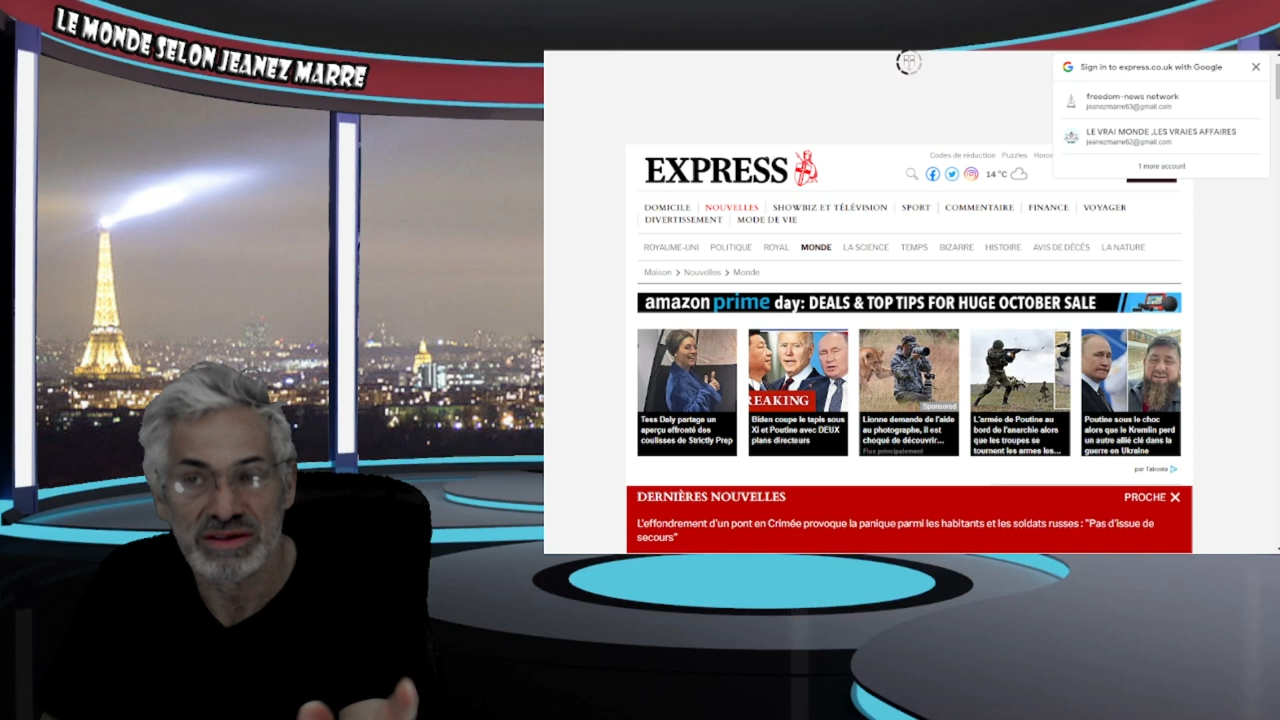 LE MONDE SELON JEANEZ MARRE
Sign in to express.co.uk with Google
freedom-news network
jeanezmarre63@gmail.com
LE VRAI MONDE ,LES VRAIES AFFAIRES
jeanezmarre62@gmail.com
1 more account
Codes de réduction Puzzles Horos
EXPRESS
14 °C
DOMICILE NOUVELLES SHOWBIZ ET TÉLÉVISION SPORT COMMENTAIRE FINANCE VOYAGER
DIVERTISSEMENT MODE DE VIE
ROYAUME-UNI POLITIQUE ROYAL MONDE LA SCIENCE TEMPS BIZARRE HISTOIRE AVIS DE DÉCÈS LA NATURE
Maison > Nouvelles > Monde
amazon prime day: DEALS & TOP TIPS FOR HUGE OCTOBER SALE
Tess Daly partage un
aperçu effronté des
coulisses de Strictly Prep
REAKING
Biden coupe le tapis sous
Xi et Poutine avec DEUX
plans directeurs
Sponsored
Lionne demande de l'aide
au photographe, il est
choqué de découvrir...
Flux principalement
L'armée de Poutine au
bord de l'anarchie alors
que les troupes se
tournent les armes les...
Poutine sous le choc
alors que le Kremlin perd
un autre allié clé dans la
guerre en Ukraine
par Taboola
DERNIÈRES NOUVELLES
PROCHE X
L'effondrement d'un pont en Crimée provoque la panique parmi les habitants et les soldats russes : "Pas d'issue de
secours"